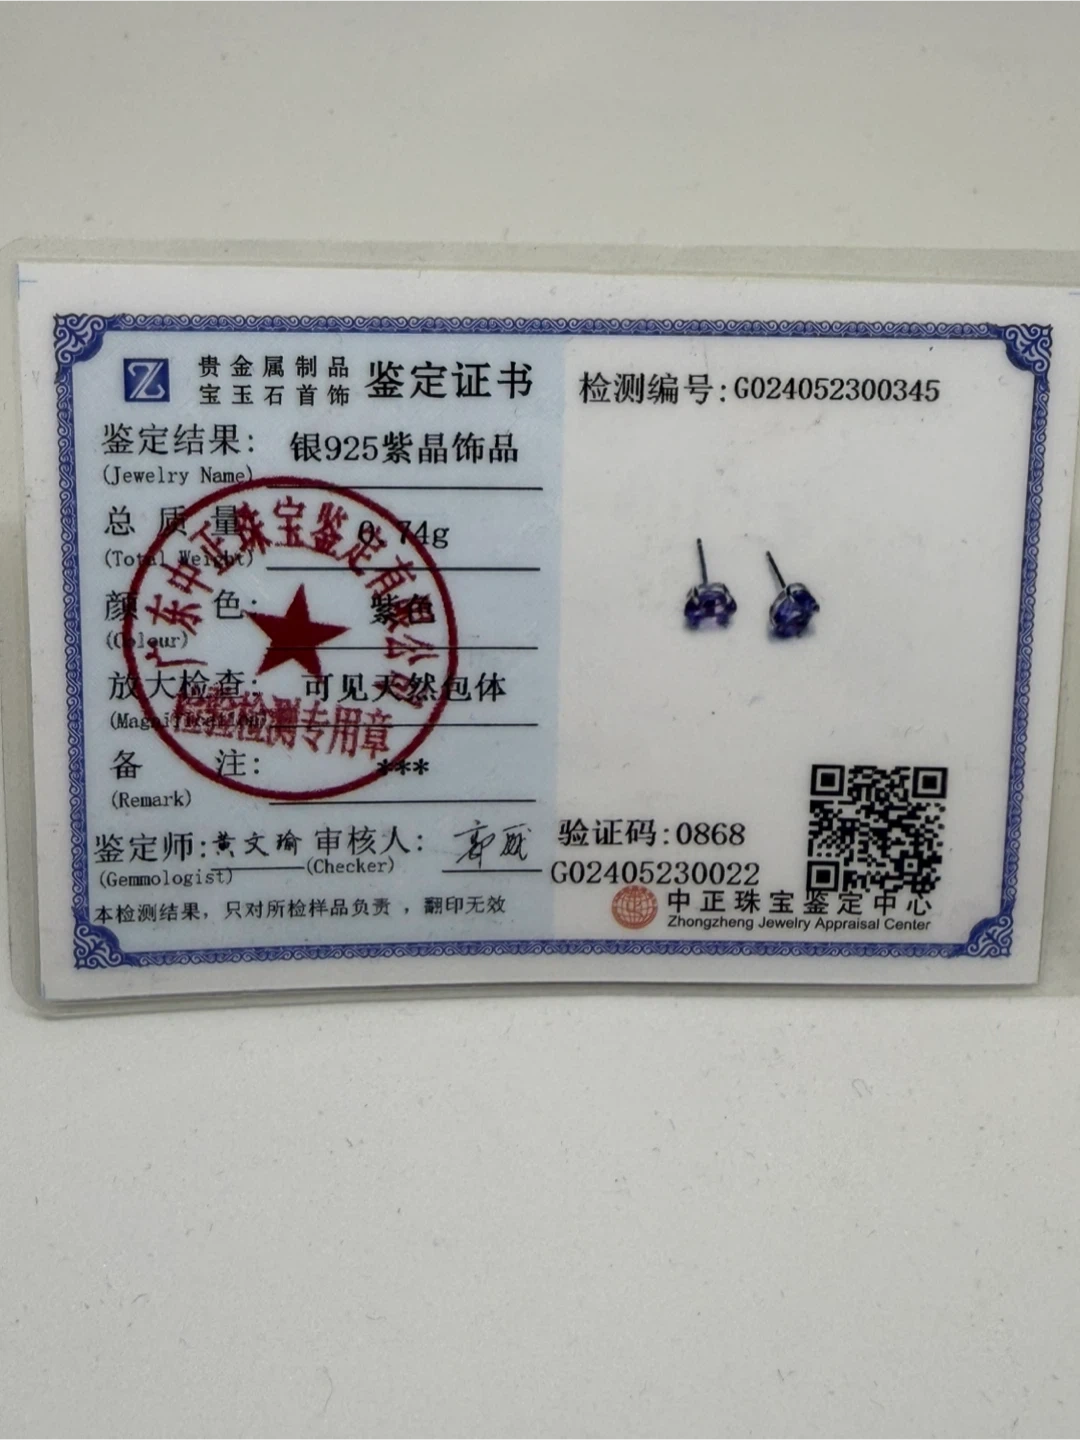 Z
贵金属制品
宝玉石首饰
鉴定证书
检测编号:G024052300345
鉴定结果: 银925紫晶饰品
(Jewelry Name)
总质量 0.74g
(Total Weight)
颜色: 紫色
(Colour)
放大检查: 可见天然包体
(Magnification)
备注: ***
(Remark)
广东中正珠宝鉴定有限公司
检验检测专用章
鉴定师:黄文瑜 审核人:
(Gemmologist) (Checker)
本检测结果，只对所检样品负责，翻印无效
验证码:0868
G02405230022
中正珠宝鉴定中心
Zhongzheng Jewelry Appraisal Center